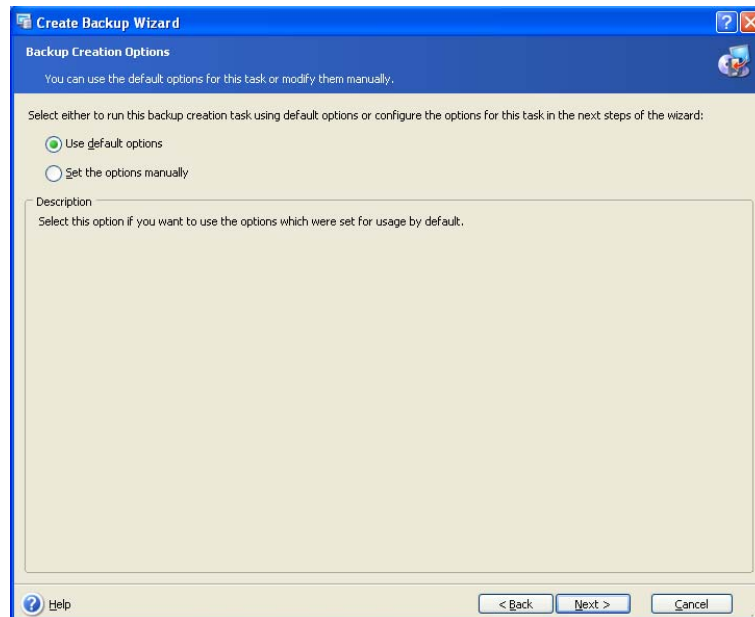 Create Backup Wizard
Backup Creation Options
You can use the default options for this task or modify them manually.
Select either to run this backup creation task using default options or configure the options for this task in the next steps of the wizard:
Use default options
Set the options manually
Description
Select this option if you want to use the options which were set for usage by default.
Help
< Back
Next >
Cancel